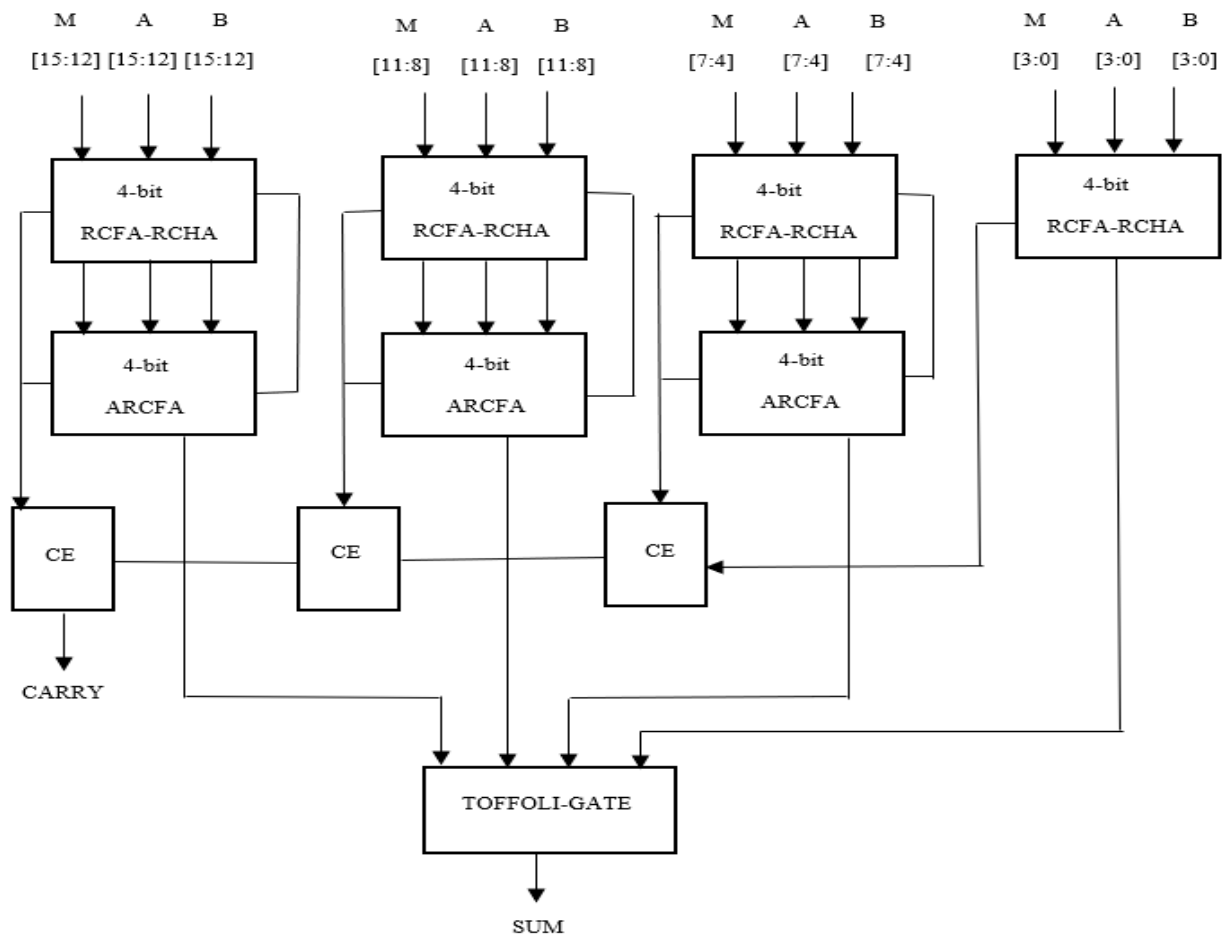 M A B
[15:12] [15:12] [15:12]
M A B
[11:8] [11:8] [11:8]
M A B
[7:4] [7:4] [7:4]
M A B
[3:0] [3:0] [3:0]
4-bit
RCFA-RCHA
4-bit
RCFA-RCHA
4-bit
RCFA-RCHA
4-bit
RCFA-RCHA
4-bit
ARCFA
4-bit
ARCFA
4-bit
ARCFA
CE
CE
CE
CARRY
TOFFOLI-GATE
SUM